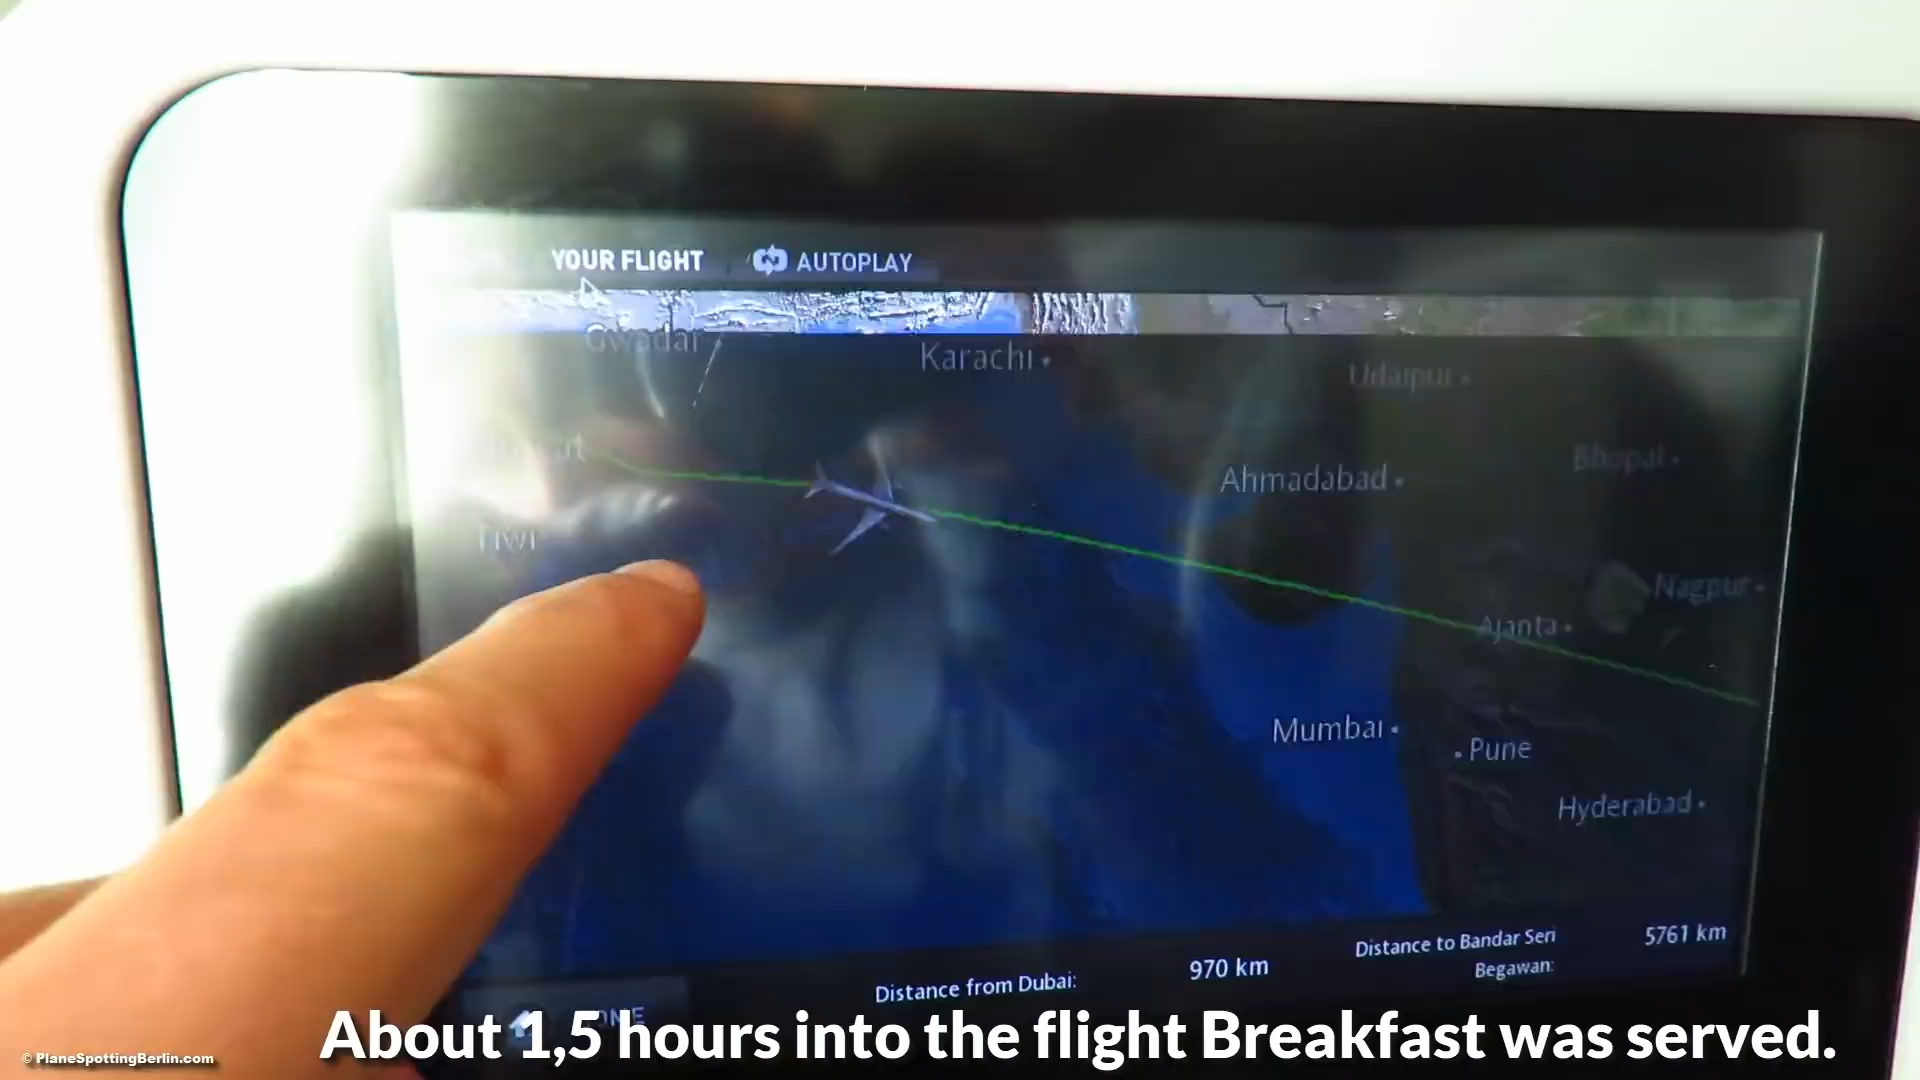 YOUR FLIGHT
AUTOPLAY
Gwadar
Karachi
Udaipur
Ahmadabad
Bhopal
Tiwi
Nagpur
Ajanta
Mumbai
Pune
Hyderabad
Distance from Dubai: 970 km
Distance to Bandar Seri Begawan: 5761 km
About 1,5 hours into the flight Breakfast was served.
© PlaneSpottingBerlin.com